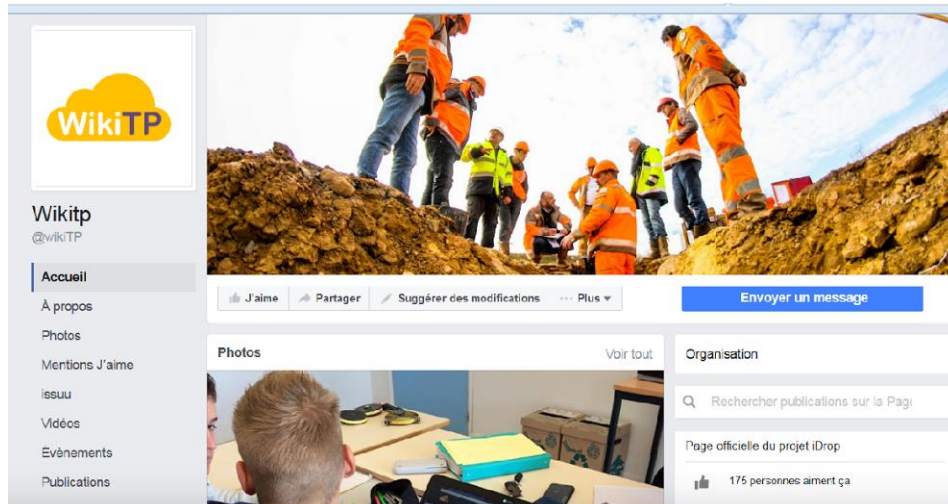 WikiTP
Wikitp
@wikiTP
Accueil
À propos
Photos
Mentions J'aime
issuu
Vidéos
Évènements
Publications
J'aime
Partager
Suggérer des modifications
··· Plus
Envoyer un message
Photos
Voir tout
Organisation
Rechercher publications sur la Page
Page officielle du projet iDrop
175 personnes aiment ça